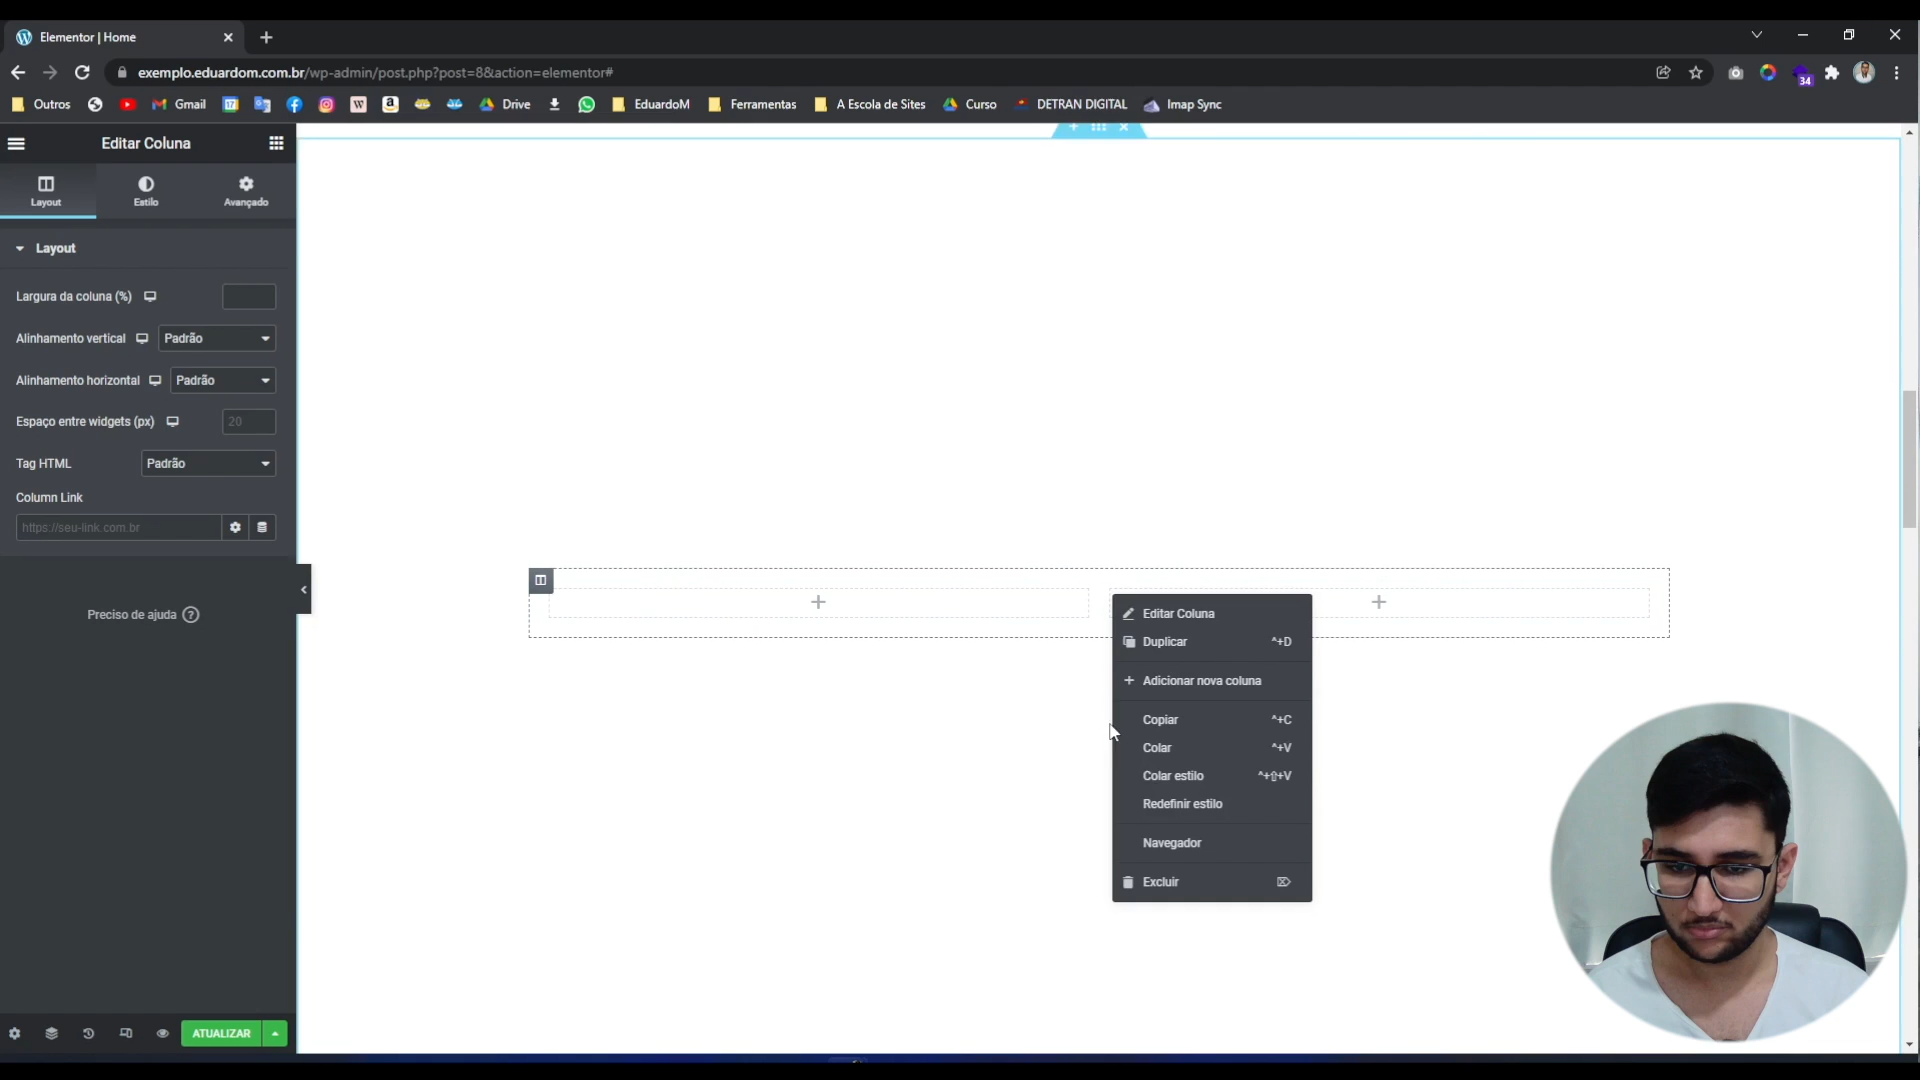 Elementor | Home
exemplo.eduardom.com.br/wp-admin/post.php?post=8&action=elementor#
34
Outros
Gmail
17
W
a
Drive
EduardoM
Ferramentas
A Escola de Sites
Curso
DETRAN DIGITAL
Imap Sync
Editar Coluna
Layout
Estilo
Avançado
Layout
Largura da coluna (%)
Alinhamento vertical
Padrão
Alinhamento horizontal
Padrão
Espaço entre widgets (px)
20
Tag HTML
Padrão
Column Link
https://seu-link.com.br
Preciso de ajuda ?
ATUALIZAR
Editar Coluna
Duplicar ^+D
Adicionar nova coluna
Copiar ^+C
Colar ^+V
Colar estilo ^+⇧+V
Redefinir estilo
Navegador
Excluir ⌦